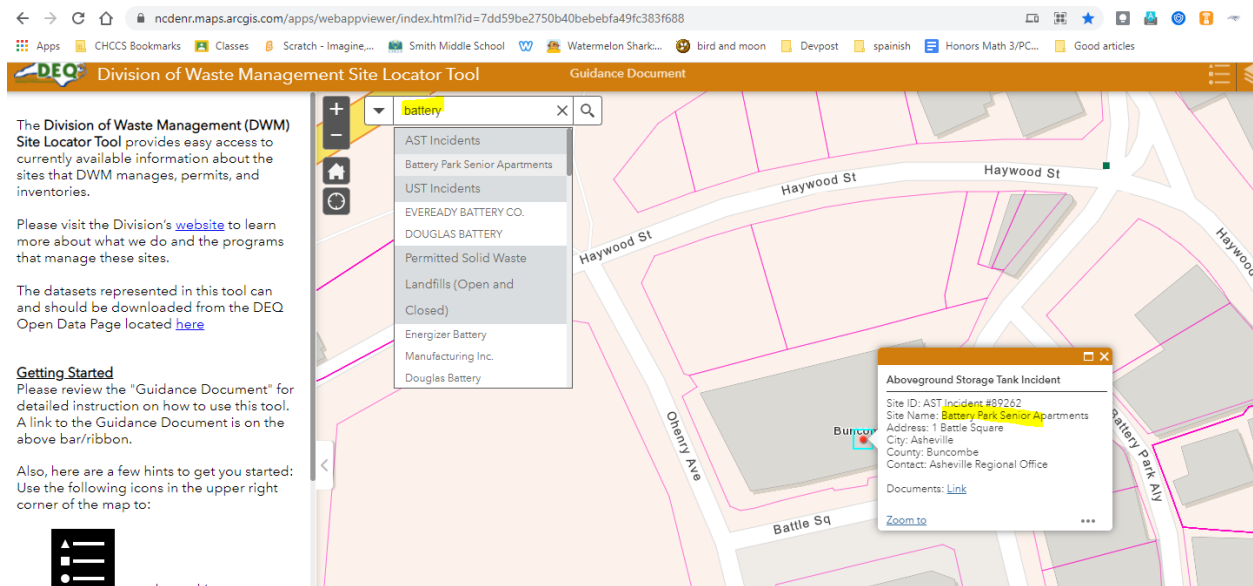 ncdenr.maps.arcgis.com/apps/webappviewer/index.html?id=7dd59be2750b40bebebfa49fc383f688
Apps CHCCS Bookmarks Classes Scratch - Imagine,... Smith Middle School Watermelon Shark:... bird and moon Devpost spainish Honors Math 3/PC... Good articles
DEQ Division of Waste Management Site Locator Tool Guidance Document
The Division of Waste Management (DWM)
Site Locator Tool provides easy access to
currently available information about the
sites that DWM manages, permits, and
inventories.
Please visit the Division's website to learn
more about what we do and the programs
that manage these sites.
The datasets represented in this tool can
and should be downloaded from the DEQ
Open Data Page located here
Getting Started
Please review the "Guidance Document" for
detailed instruction on how to use this tool.
A link to the Guidance Document is on the
above bar/ribbon.
Also, here are a few hints to get you started:
Use the following icons in the upper right
corner of the map to:
battery
AST Incidents
Battery Park Senior Apartments
UST Incidents
EVEREADY BATTERY CO.
DOUGLAS BATTERY
Permitted Solid Waste
Landfills (Open and
Closed)
Energizer Battery
Manufacturing Inc.
Douglas Battery
Haywood St
Haywood St
Haywood St
Haywood
Ohenry Ave
Battle Sq
Battery Park Aly
Aboveground Storage Tank Incident
Site ID: AST Incident #89262
Site Name: Battery Park Senior Apartments
Address: 1 Battle Square
City: Asheville
County: Buncombe
Contact: Asheville Regional Office
Documents: Link
Zoom to